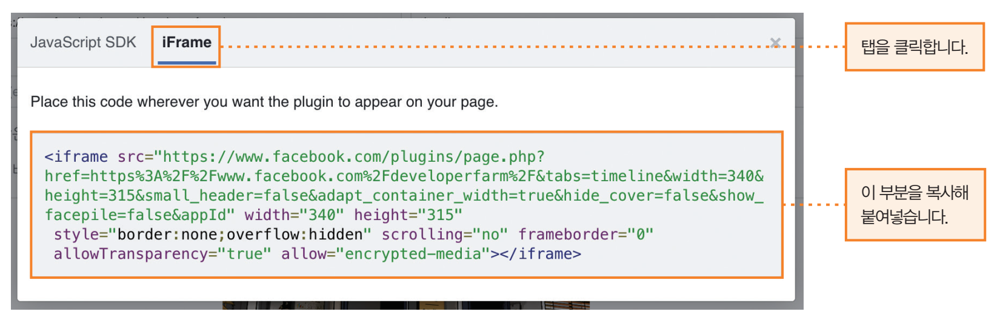 JavaScript SDK
iFrame
×
탭을 클릭합니다.
Place this code wherever you want the plugin to appear on your page.
<iframe src="https://www.facebook.com/plugins/page.php?
href=https%3A%2F%2Fwww.facebook.com%2Fdeveloperfarm%2F&tabs=timeline&width=340&
height=315&small_header=false&adapt_container_width=true&hide_cover=false&show_
facepile=false&appId" width="340" height="315"
style="border:none;overflow:hidden" scrolling="no" frameborder="0"
allowTransparency="true" allow="encrypted-media"></iframe>
이 부분을 복사해
붙여넣습니다.